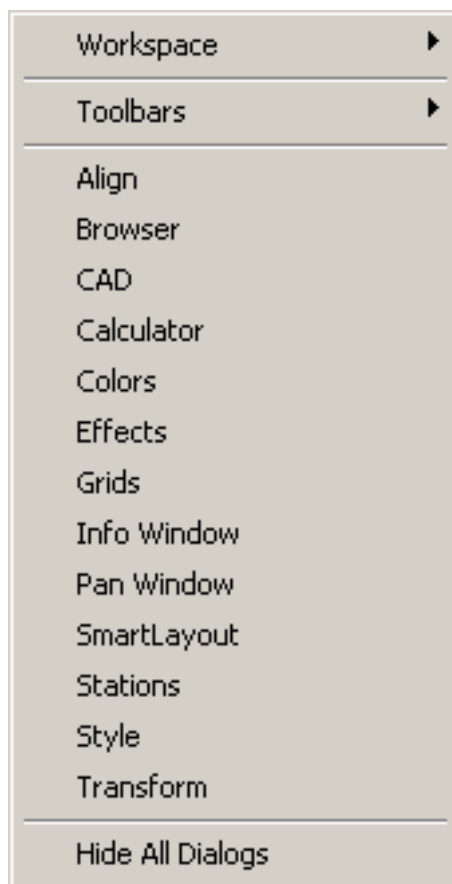 Workspace
Toolbars
Align
Browser
CAD
Calculator
Colors
Effects
Grids
Info Window
Pan Window
SmartLayout
Stations
Style
Transform
Hide All Dialogs